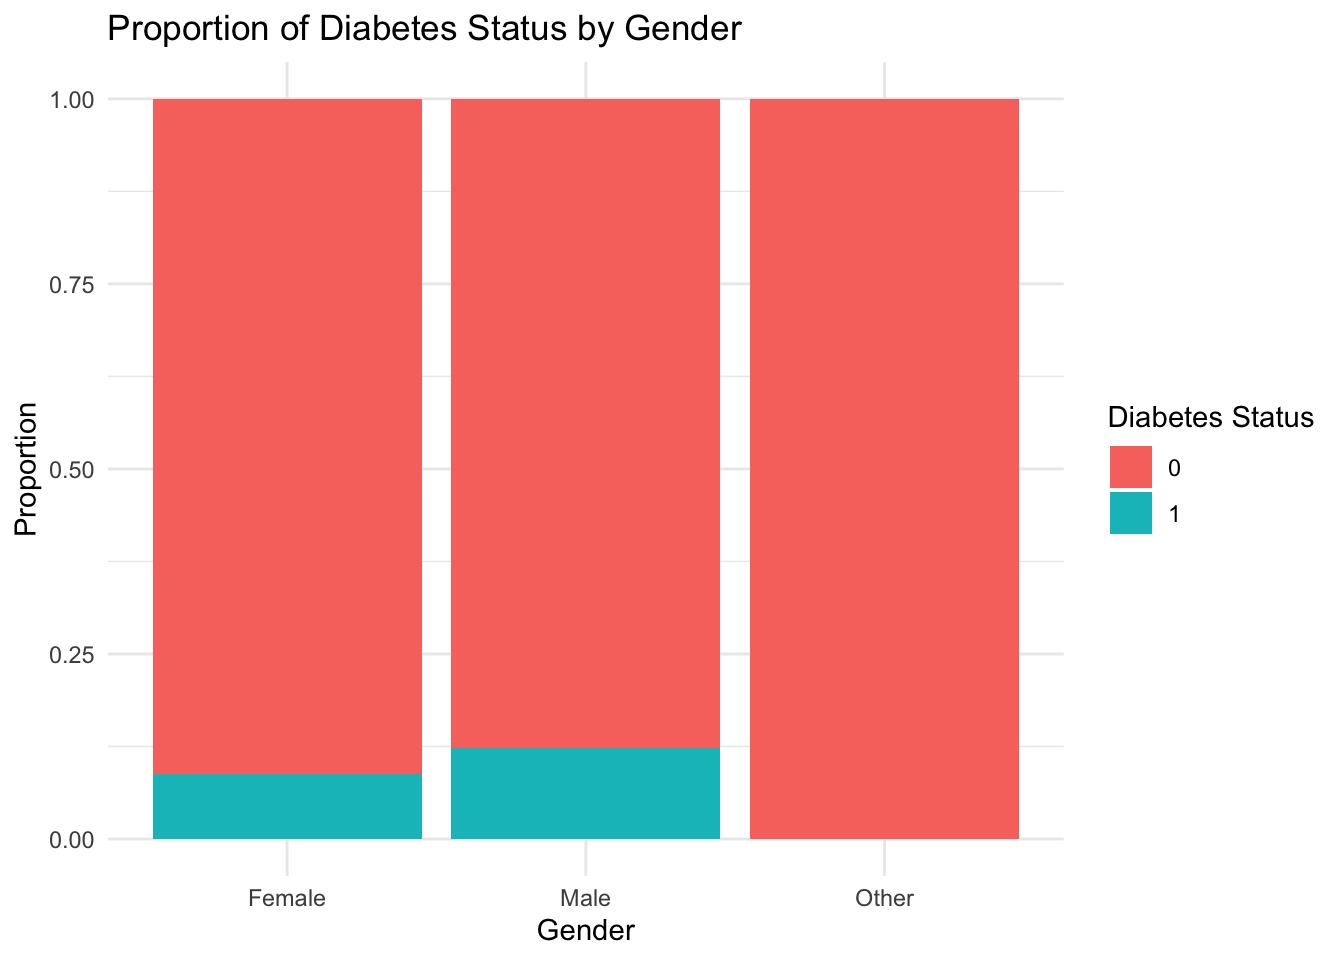 Proportion of Diabetes Status by Gender
1.00
0.75
0.50
0.25
0.00
Proportion
Female Male Other
Gender
Diabetes Status
0
1